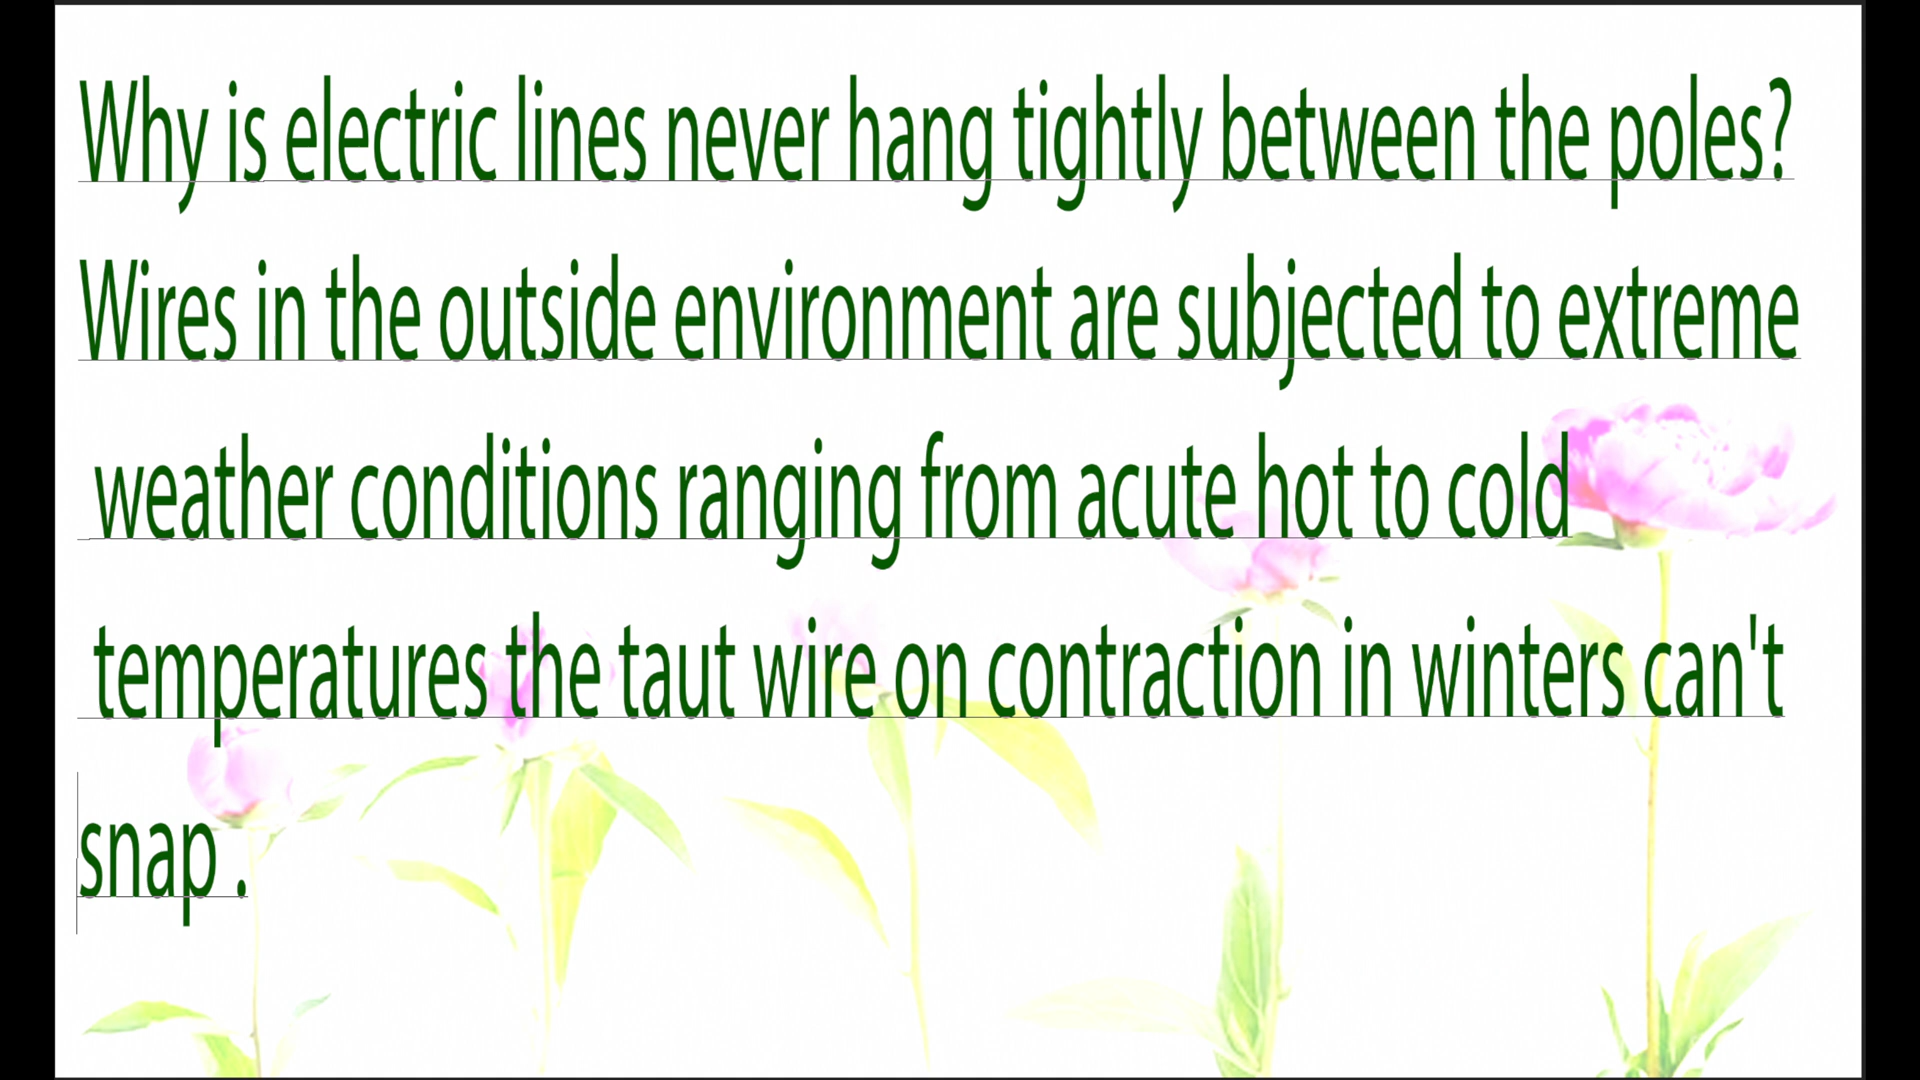 Why is electric lines never hang tightly between the poles?
Wires in the outside environment are subjected to extreme
weather conditions ranging from acute hot to cold
temperatures the taut wire on contraction in winters can't
snap .